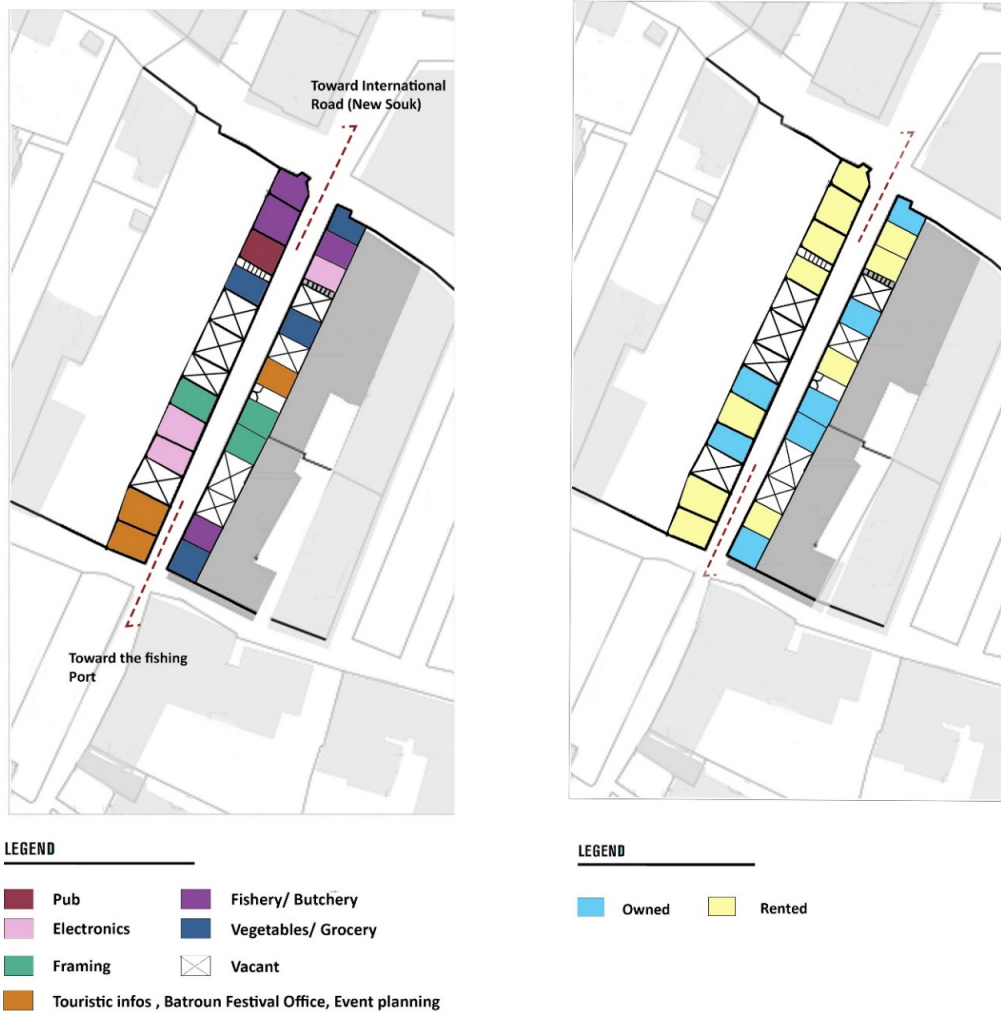 Toward International
Road (New Souk)
Toward the fishing
Port
LEGEND
Pub
Fishery/ Butchery
Electronics
Vegetables/ Grocery
Framing
Vacant
Touristic infos , Batroun Festival Office, Event planning
LEGEND
Owned
Rented